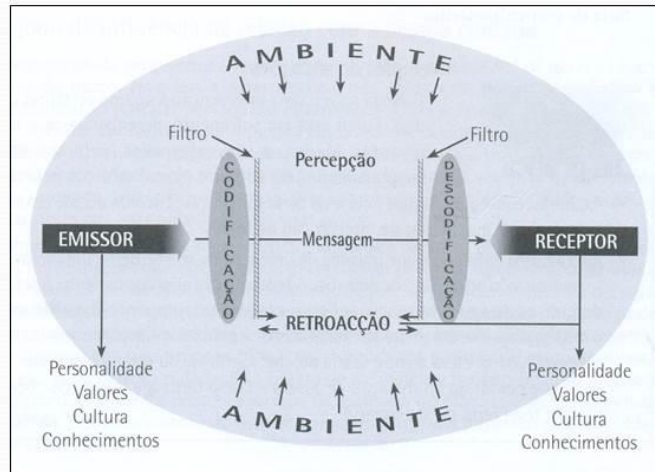 AMBIENTE
Filtro
Filtro
Percepção
CODIFICAÇÃO
DESCODIFICAÇÃO
EMISSOR
Mensagem
RECEPTOR
RETROACÇÃO
Personalidade
Valores
Cultura
Conhecimentos
Personalidade
Valores
Cultura
Conhecimentos
AMBIENTE